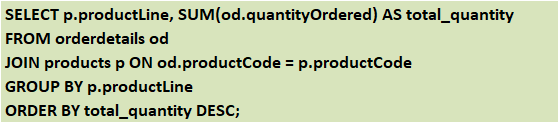 SELECT p.productLine, SUM(od.quantityOrdered) AS total_quantity
FROM orderdetails od
JOIN products p ON od.productCode = p.productCode
GROUP BY p.productLine
ORDER BY total_quantity DESC;